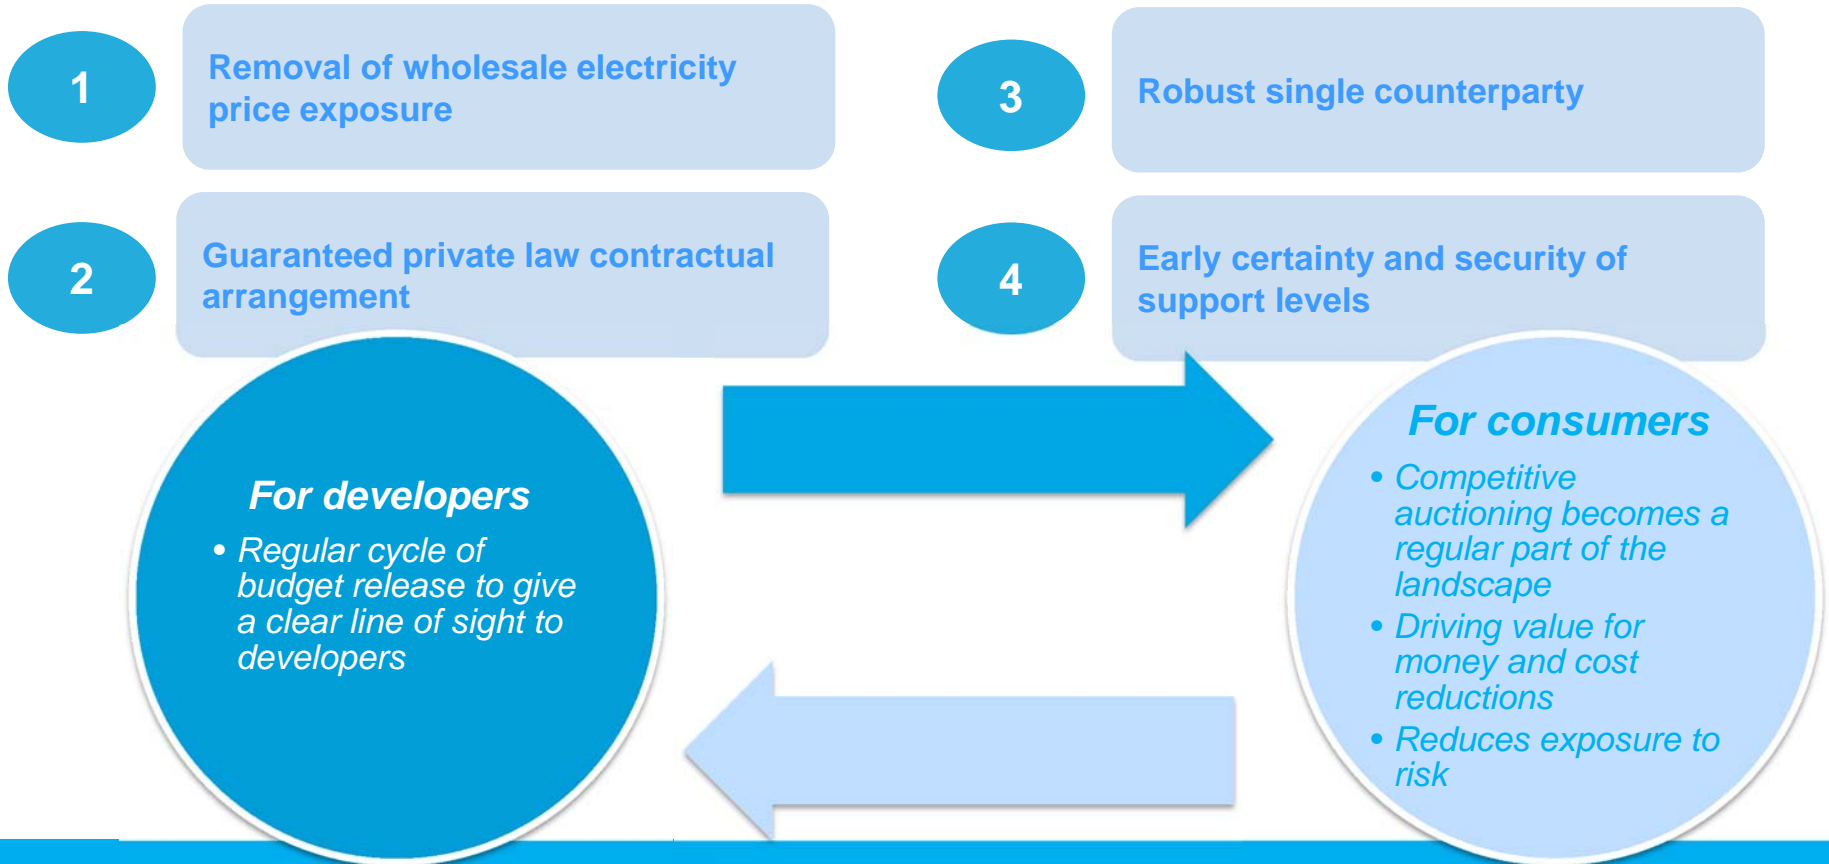 1
Removal of wholesale electricity
price exposure
2
Guaranteed private law contractual
arrangement
3
Robust single counterparty
4
Early certainty and security of
support levels
For developers
• Regular cycle of
budget release to give
a clear line of sight to
developers
For consumers
• Competitive
auctioning becomes a
regular part of the
landscape
• Driving value for
money and cost
reductions
• Reduces exposure to
risk